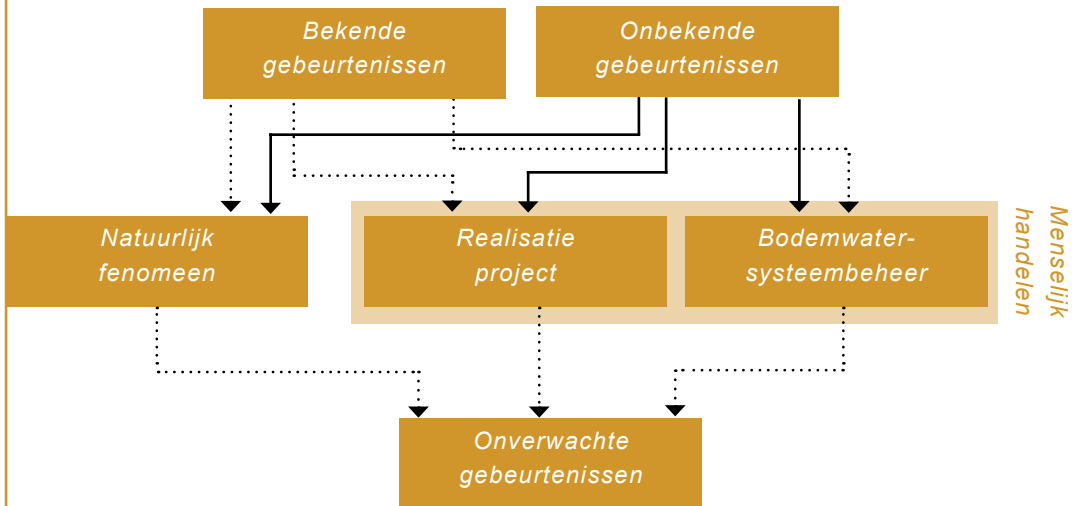 Bekende
gebeurtenissen
Onbekende
gebeurtenissen
Natuurlijk
fenomeen
Realisatie
project
Bodemwater-
systeembeheer
Menselijk
handelen
Onverwachte
gebeurtenissen